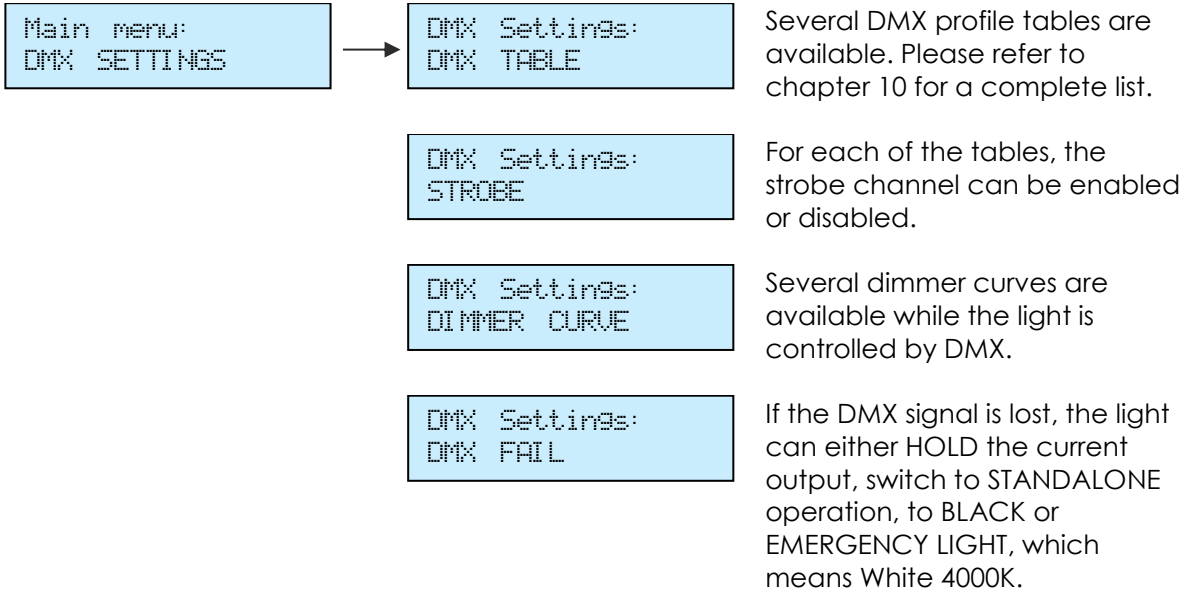 Main menu:
DMX SETTINGS
DMX Settings:
DMX TABLE
Several DMX profile tables are
available. Please refer to
chapter 10 for a complete list.
DMX Settings:
STROBE
For each of the tables, the
strobe channel can be enabled
or disabled.
DMX Settings:
DIMMER CURVE
Several dimmer curves are
available while the light is
controlled by DMX.
DMX Settings:
DMX FAIL
If the DMX signal is lost, the light
can either HOLD the current
output, switch to STANDALONE
operation, to BLACK or
EMERGENCY LIGHT, which
means White 4000K.